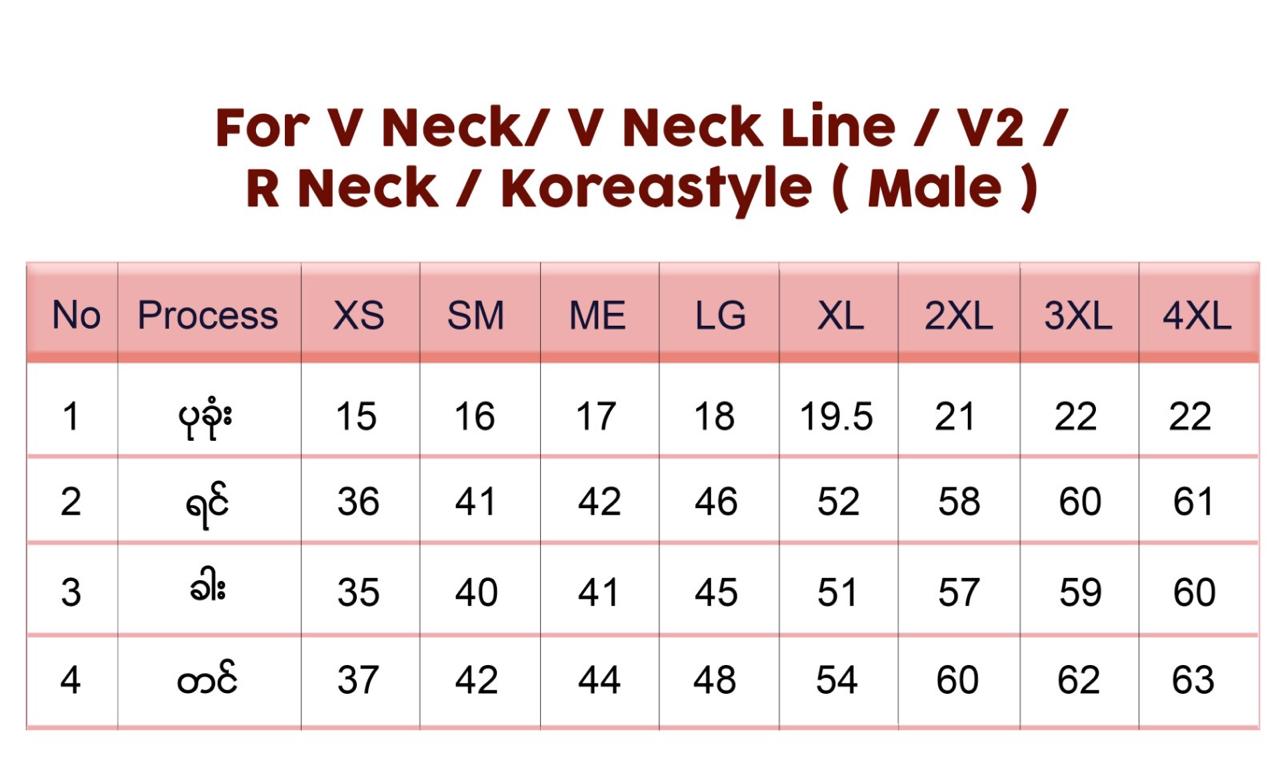 For V Neck/ V Neck Line / V2 /
R Neck / Koreastyle ( Male )
No Process XS SM ME LG XL 2XL 3XL 4XL
1 ပုခုံး 15 16 17 18 19.5 21 22 22
2 ရင် 36 41 42 46 52 58 60 61
3 ခါး 35 40 41 45 51 57 59 60
4 တင် 37 42 44 48 54 60 62 63